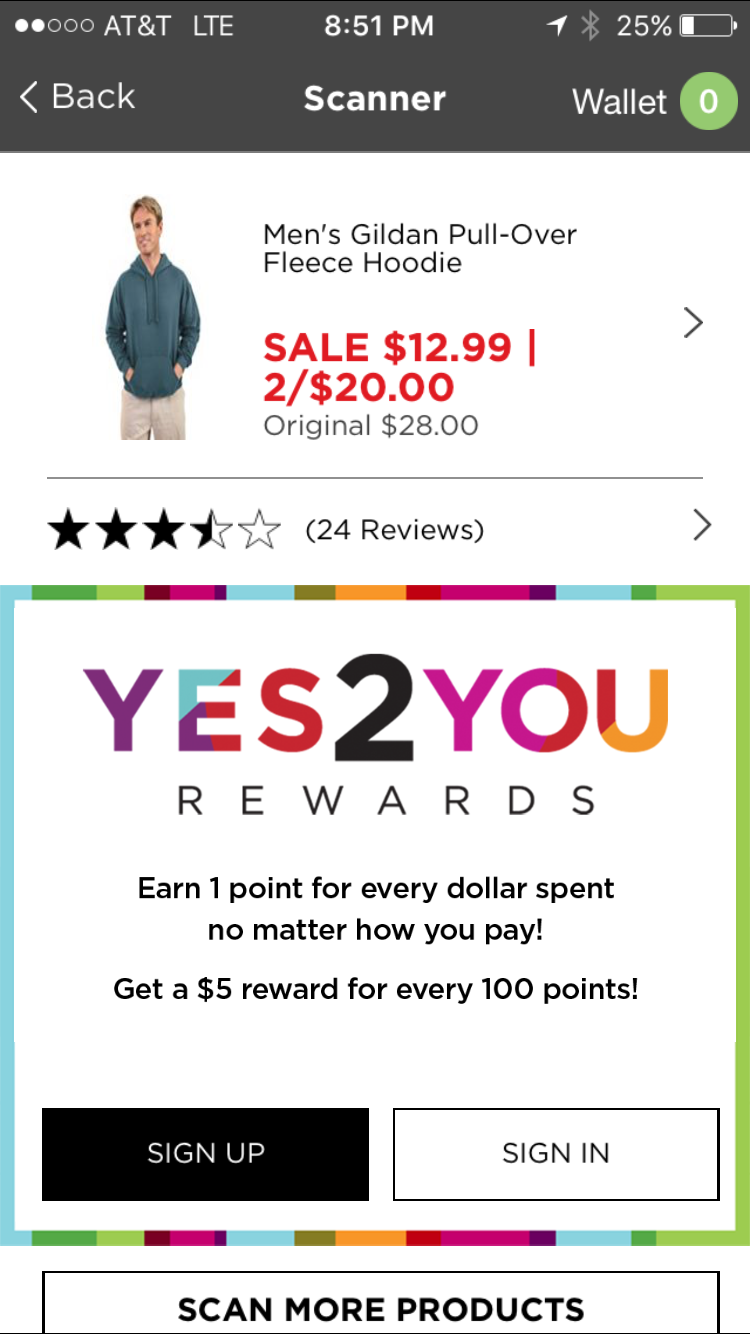 AT&T LTE 8:51 PM 25%
Back Scanner Wallet 0
Men's Gildan Pull-Over
Fleece Hoodie
SALE $12.99 |
2/$20.00
Original $28.00
(24 Reviews)
YES2YOU
REWARDS
Earn 1 point for every dollar spent
no matter how you pay!
Get a $5 reward for every 100 points!
SIGN UP SIGN IN
SCAN MORE PRODUCTS